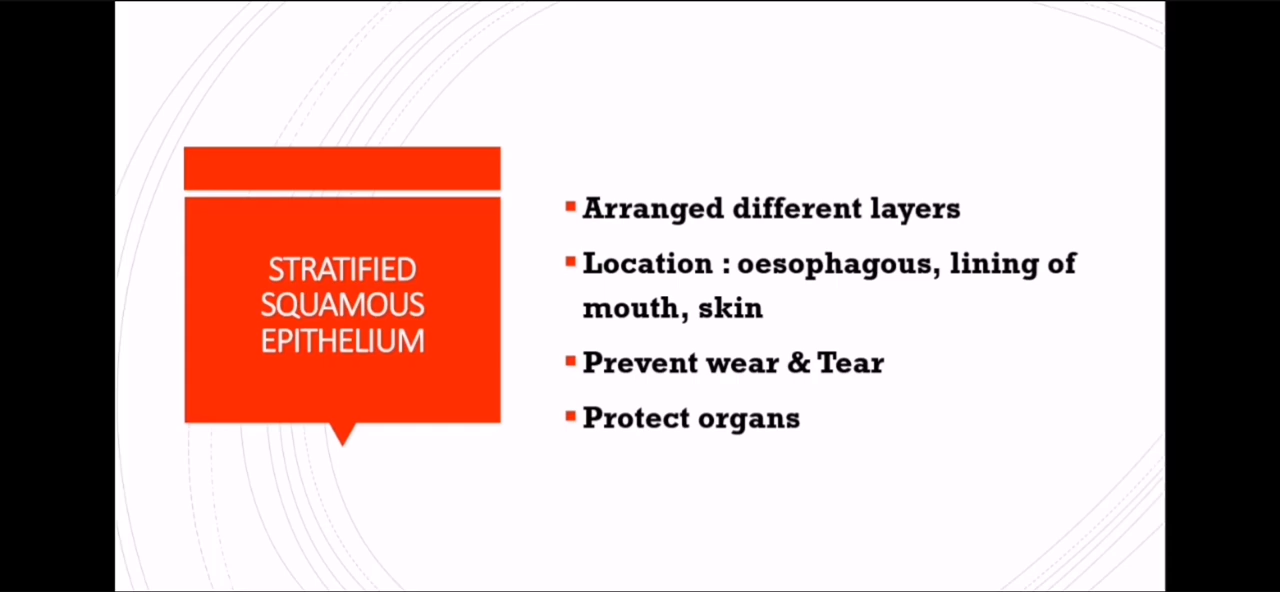 STRATIFIED
SQUAMOUS
EPITHELIUM
Arranged different layers
Location : oesophagous, lining of
mouth, skin
Prevent wear & Tear
Protect organs